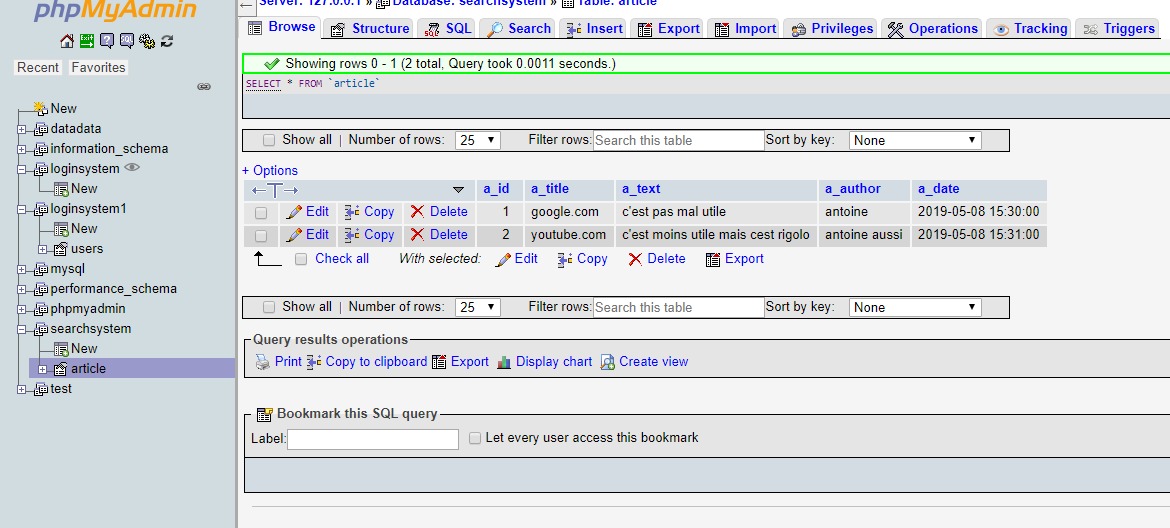 phpMyAdmin
Recent Favorites
New
datadata
information_schema
loginsystem
New
loginsystem1
New
users
mysql
performance_schema
phpmyadmin
searchsystem
New
article
test
Server: 127.0.0.1 » Database: searchsystem » Table: article
Browse Structure SQL Search Insert Export Import Privileges Operations Tracking Triggers
Showing rows 0 - 1 (2 total, Query took 0.0011 seconds.)
SELECT * FROM `article`
Show all | Number of rows: 25 Filter rows: Search this table Sort by key: None
+ Options
←T→ a_id a_title a_text a_author a_date
Edit Copy Delete 1 google.com c'est pas mal utile antoine 2019-05-08 15:30:00
Edit Copy Delete 2 youtube.com c'est moins utile mais cest rigolo antoine aussi 2019-05-08 15:31:00
Check all With selected: Edit Copy Delete Export
Show all | Number of rows: 25 Filter rows: Search this table Sort by key: None
Query results operations
Print Copy to clipboard Export Display chart Create view
Bookmark this SQL query
Label: Let every user access this bookmark